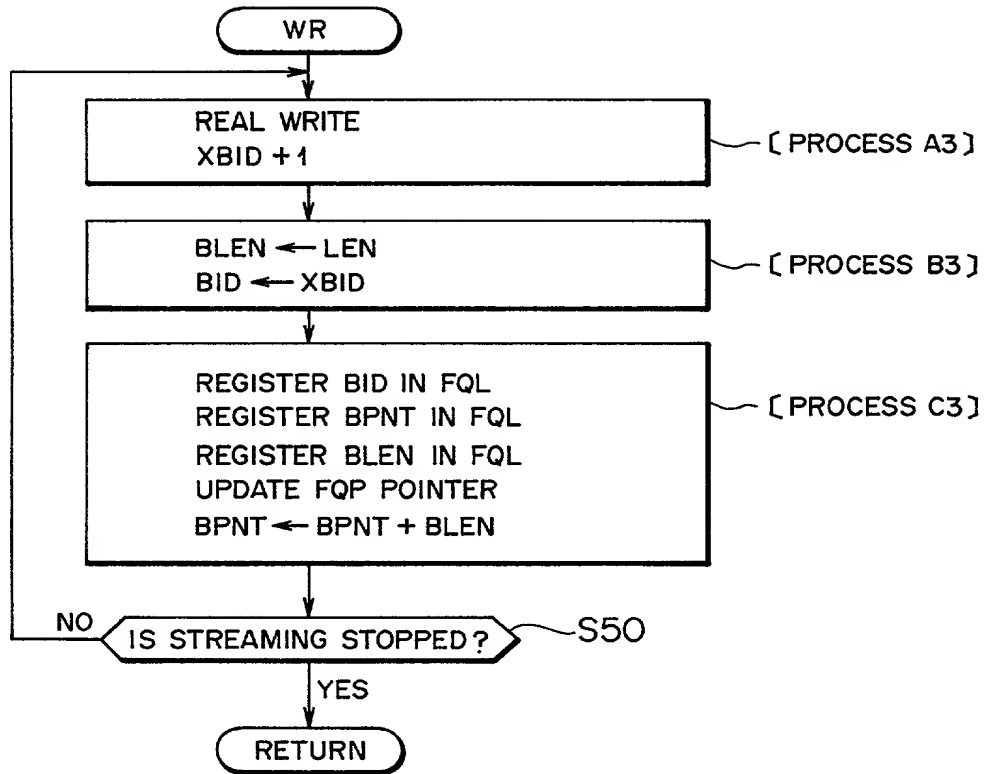 WR
REAL WRITE
XBID + 1
[PROCESS A3]
BLEN ← LEN
BID ← XBID
[PROCESS B3]
REGISTER BID IN FQL
REGISTER BPNT IN FQL
REGISTER BLEN IN FQL
UPDATE FQP POINTER
BPNT ← BPNT + BLEN
[PROCESS C3]
NO
IS STREAMING STOPPED?
S50
YES
RETURN